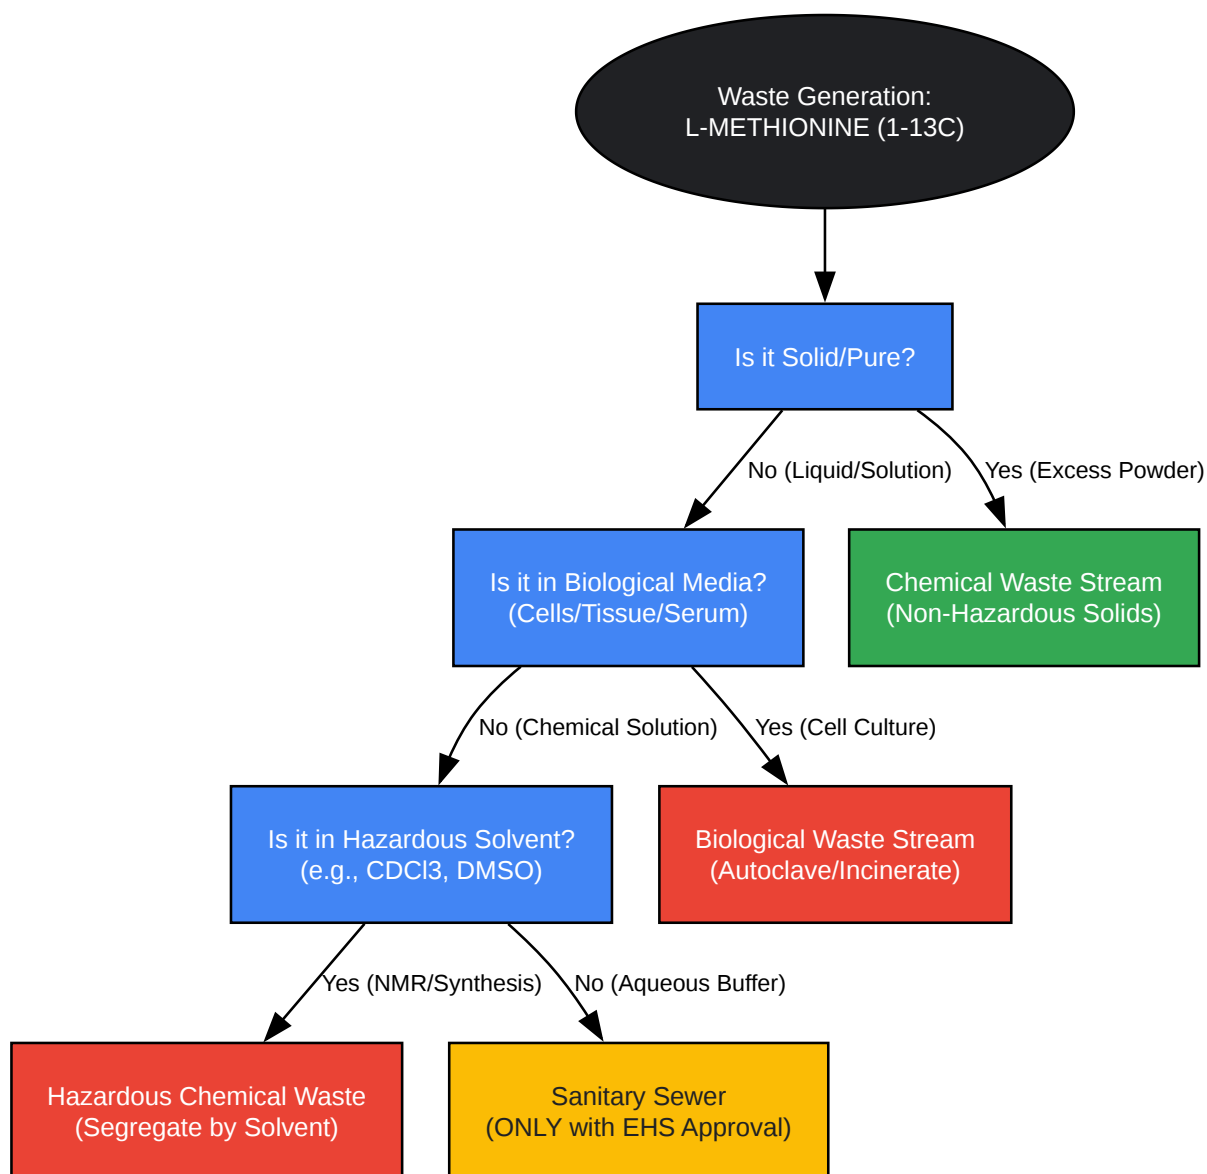 Waste Generation:
L-METHIONINE (1-13C)
Is it Solid/Pure?
No (Liquid/Solution)
Yes (Excess Powder)
Is it in Biological Media?
(Cells/Tissue/Serum)
Chemical Waste Stream
(Non-Hazardous Solids)
No (Chemical Solution)
Yes (Cell Culture)
Is it in Hazardous Solvent?
(e.g., CDCl3, DMSO)
Biological Waste Stream
(Autoclave/Incinerate)
Yes (NMR/Synthesis)
No (Aqueous Buffer)
Hazardous Chemical Waste
(Segregate by Solvent)
Sanitary Sewer
(ONLY with EHS Approval)